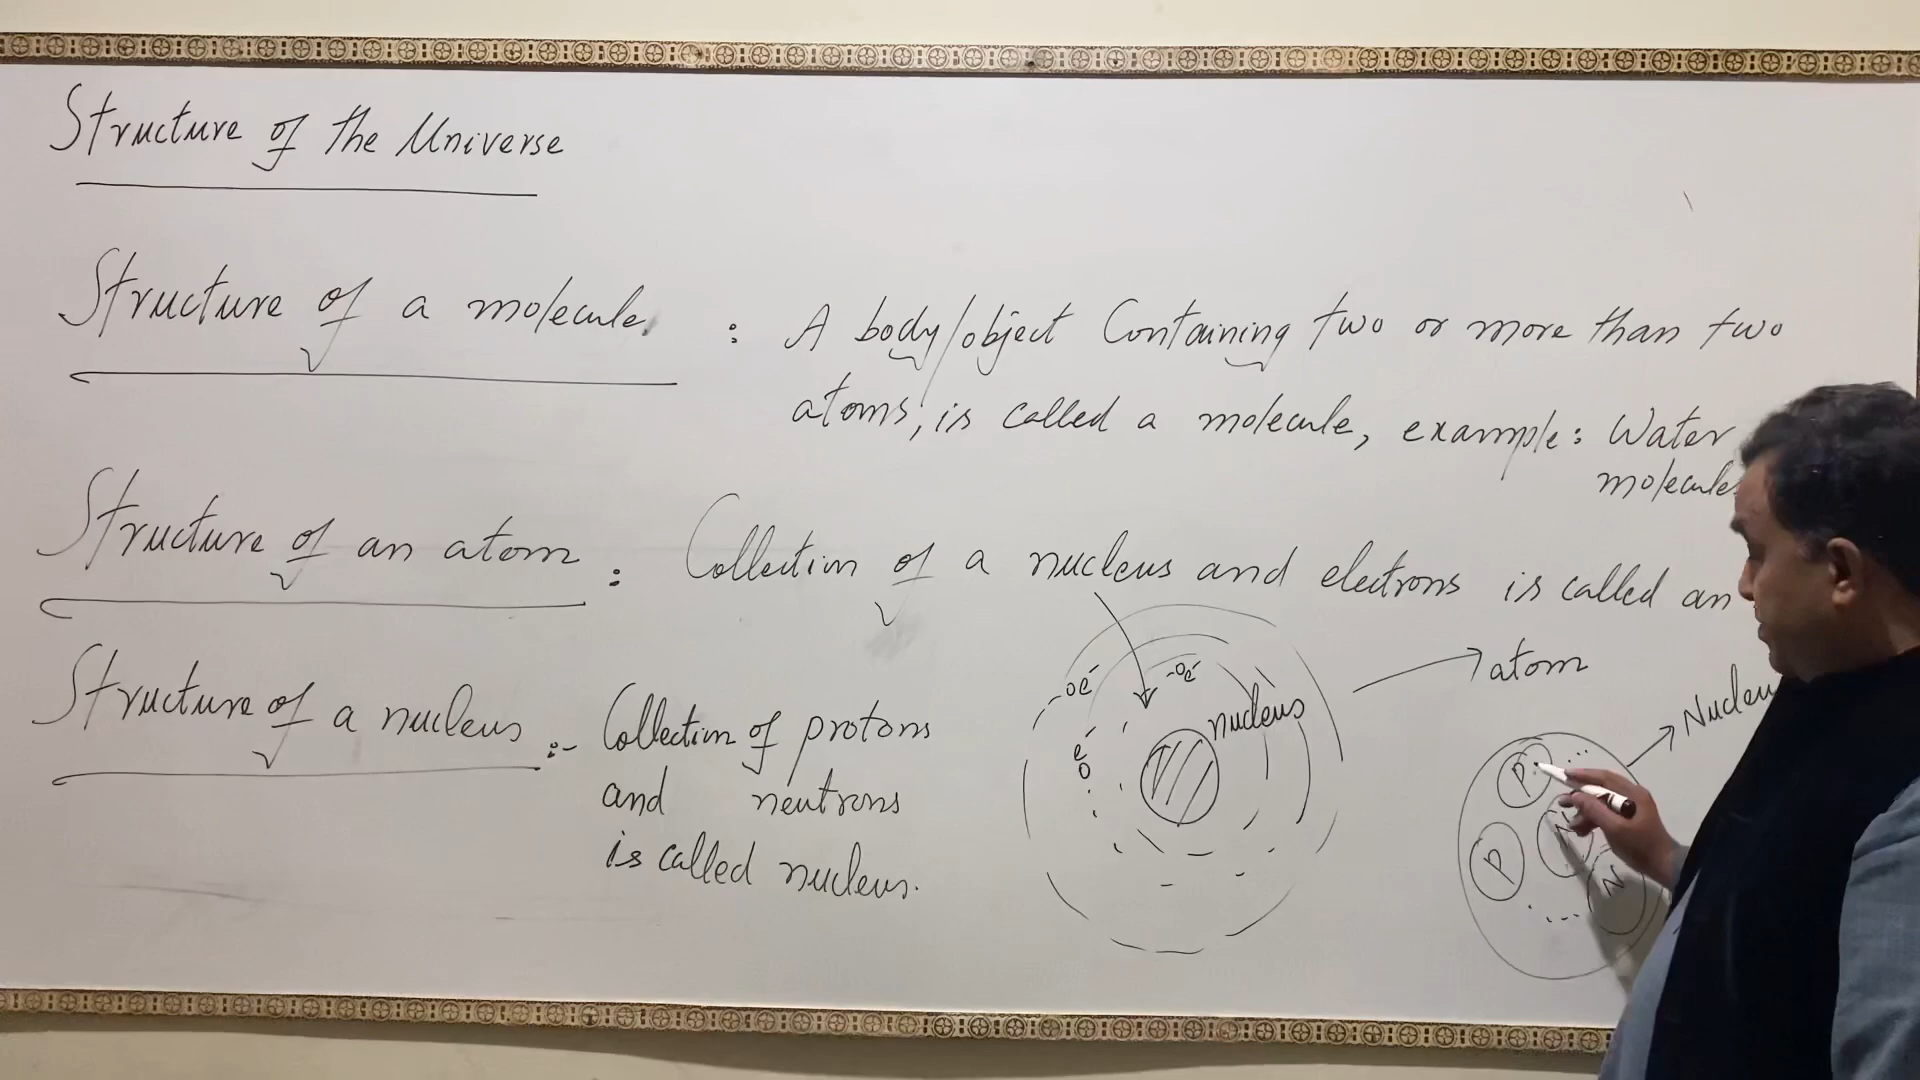 Structure of the Universe
Structure of a molecule : A body/object Containing two or more than two
atoms, is called a molecule, example: Water
molecule
Structure of an atom : Collection of a nucleus and electrons is called an
atom
Structure of a nucleus :- Collection of protons
and neutrons
is called nucleus.
e⁻
e⁻
e⁻
nucleus
Nucleu
P
P
N
N